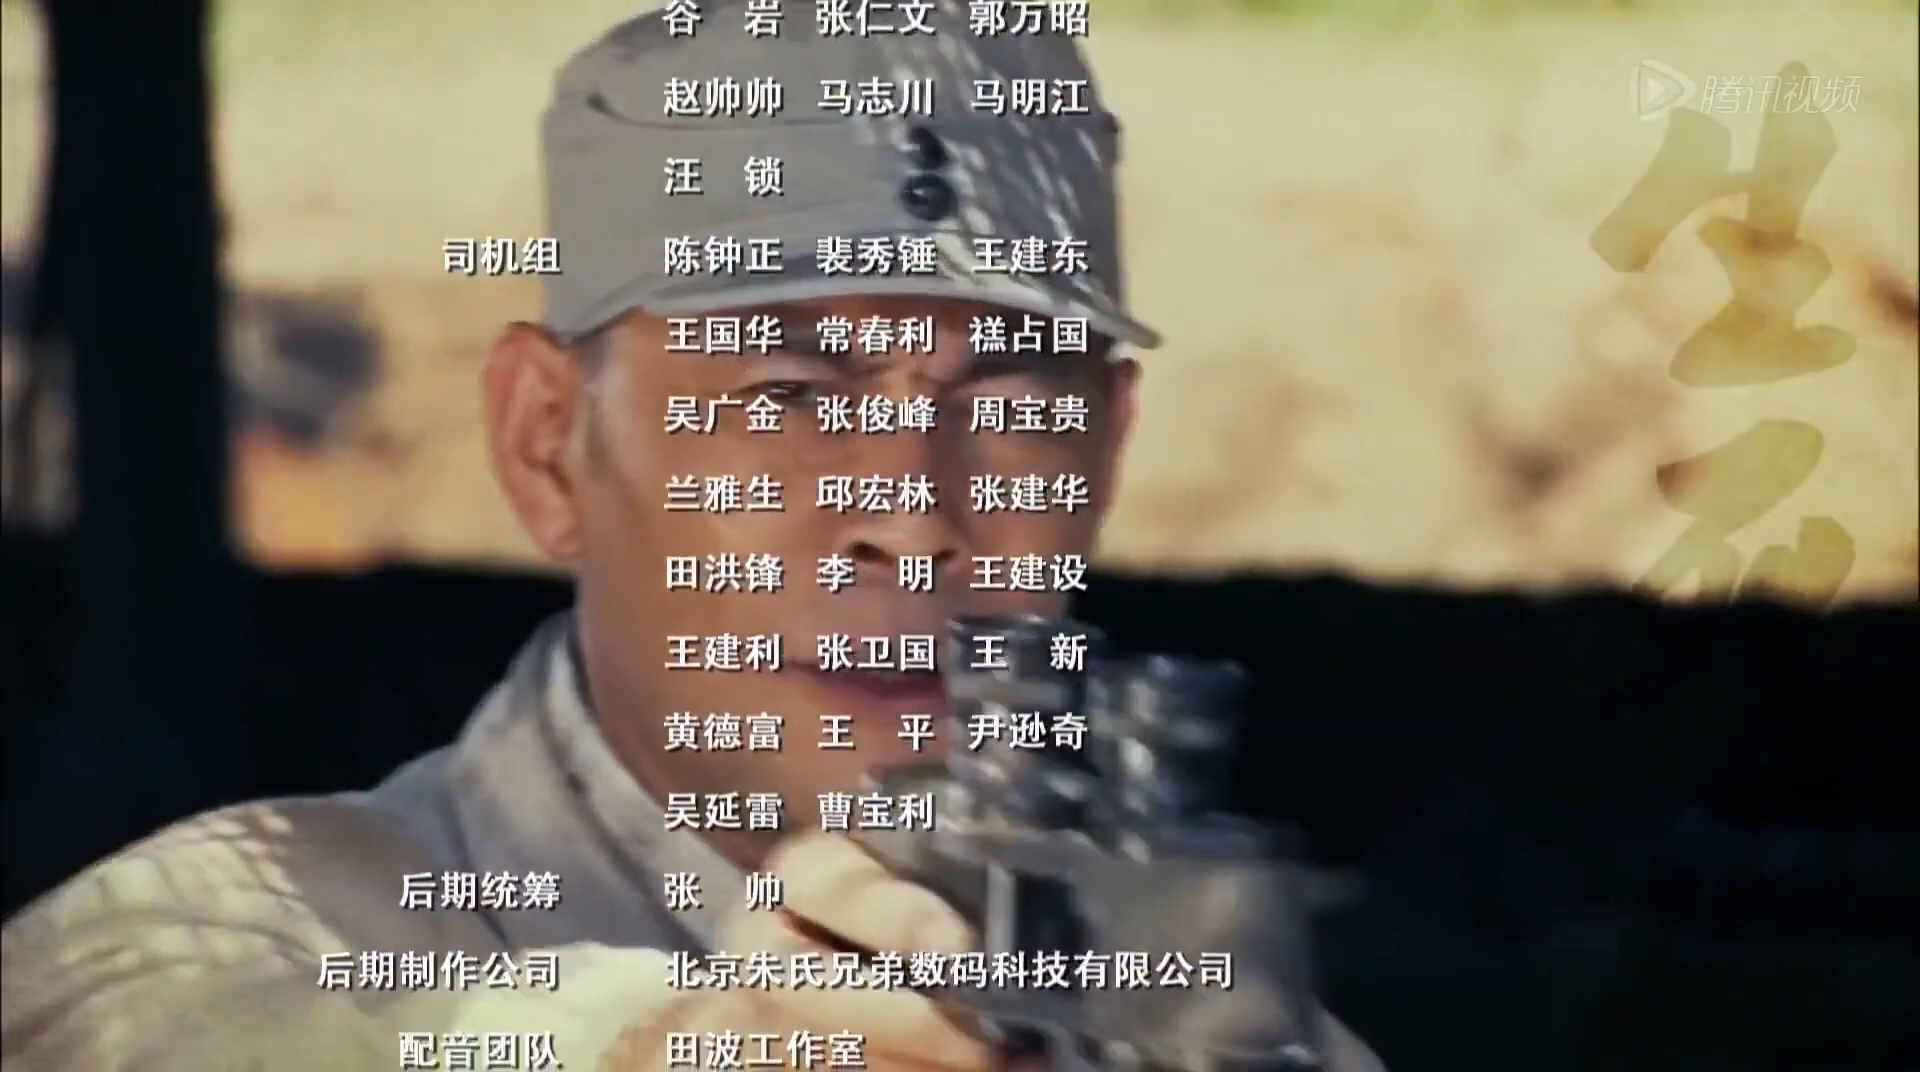 谷　岩 张仁文 郭万昭
赵帅帅 马志川 马明江
汪　锁
司机组 陈钟正 裴秀锤 王建东
王国华 常春利 禚占国
吴广金 张俊峰 周宝贵
兰雅生 邱宏林 张建华
田洪锋 李　明 王建设
王建利 张卫国 王　新
黄德富 王　平 尹逊奇
吴延雷 曹宝利
后期统筹 张　帅
后期制作公司 北京朱氏兄弟数码科技有限公司
配音团队 田波工作室
腾讯视频
生